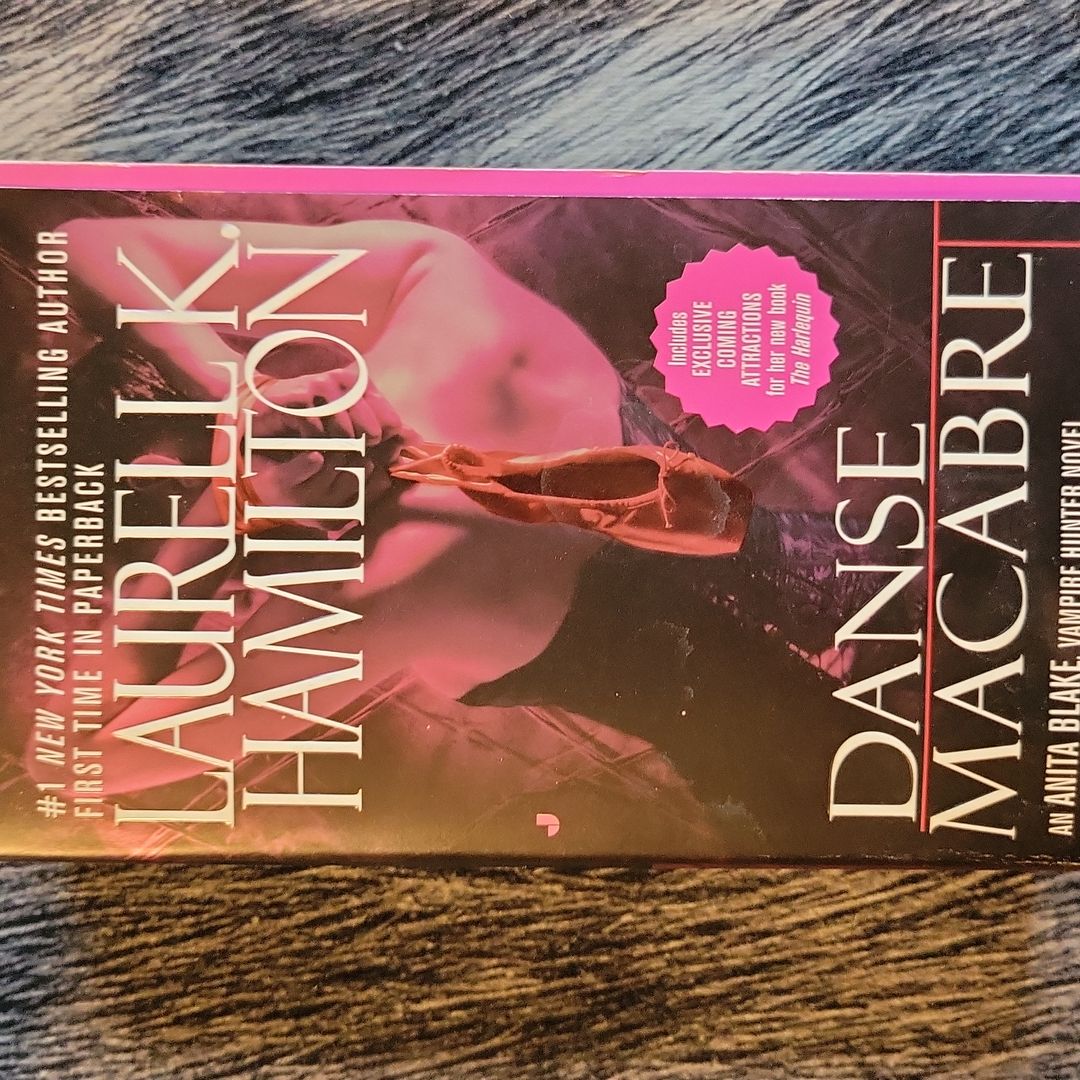 #1 NEW YORK TIMES BESTSELLING AUTHOR
FIRST TIME IN PAPERBACK
LAURELL K.
HAMILTON
Includes
EXCLUSIVE
COMING
ATTRACTIONS
for her new book
The Harlequin
J
DANSE
MACABRE
AN ANITA BLAKE, VAMPIRE HUNTER NOVEL